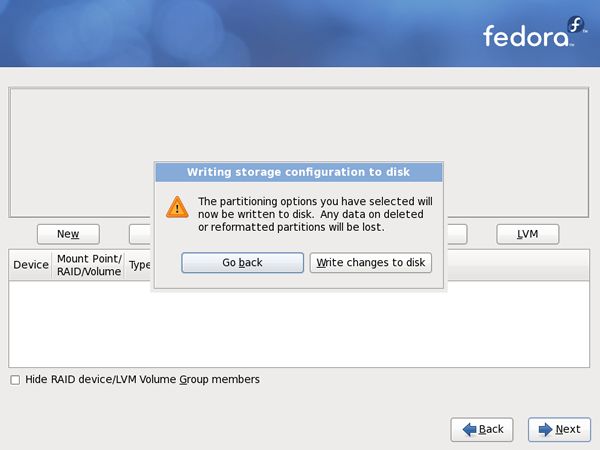 fedora
Writing storage configuration to disk
The partitioning options you have selected will
now be written to disk.  Any data on deleted
or reformatted partitions will be lost.
Go back
Write changes to disk
New
LVM
Device
Mount Point/
RAID/Volume
Type
Hide RAID device/LVM Volume Group members
Back
Next